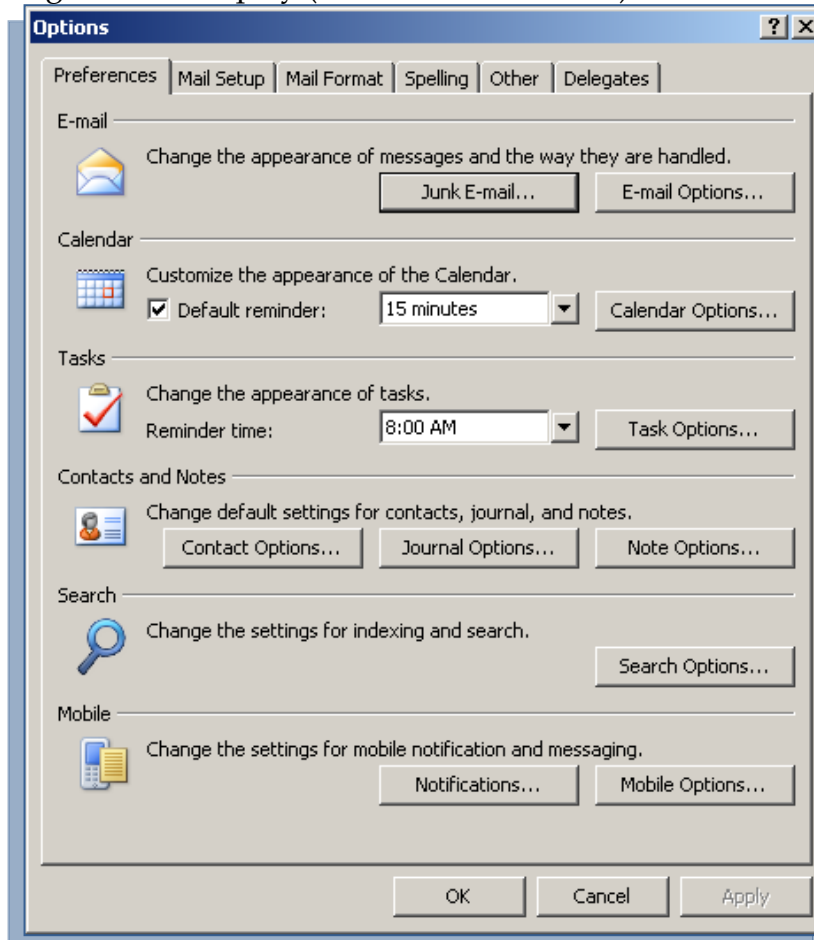 Options
Preferences Mail Setup Mail Format Spelling Other Delegates
E-mail
Change the appearance of messages and the way they are handled.
Junk E-mail... E-mail Options...
Calendar
Customize the appearance of the Calendar.
Default reminder: 15 minutes Calendar Options...
Tasks
Change the appearance of tasks.
Reminder time: 8:00 AM Task Options...
Contacts and Notes
Change default settings for contacts, journal, and notes.
Contact Options... Journal Options... Note Options...
Search
Change the settings for indexing and search.
Search Options...
Mobile
Change the settings for mobile notification and messaging.
Notifications... Mobile Options...
OK Cancel Apply